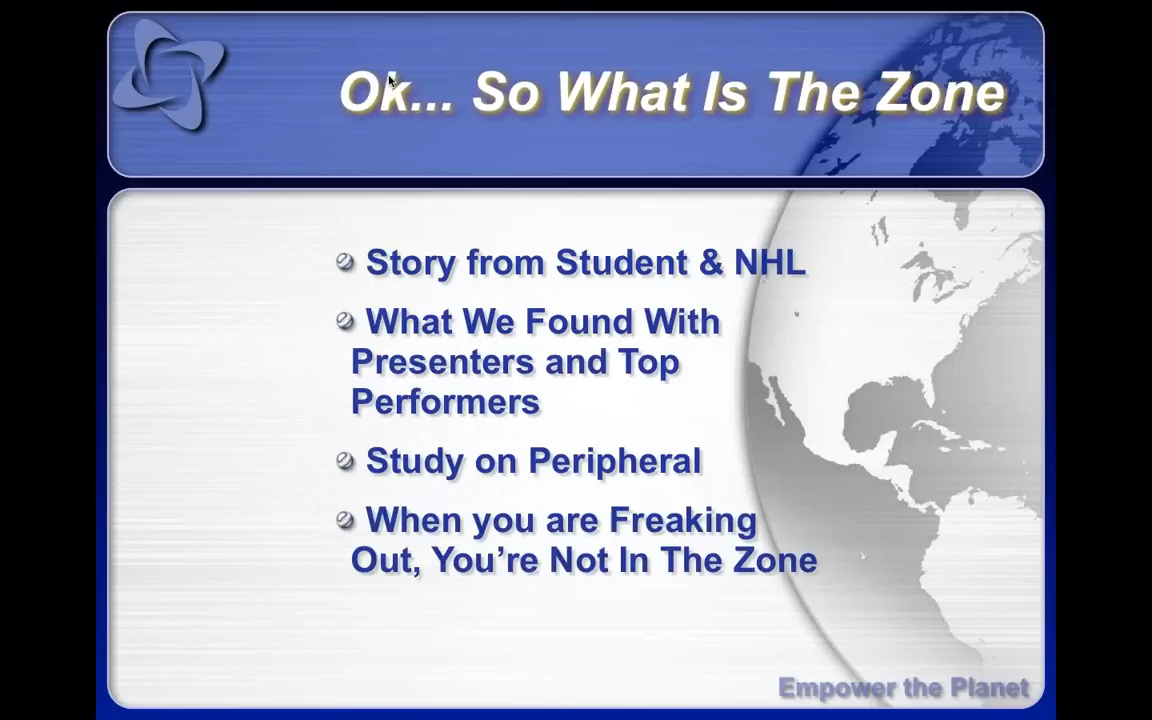 Ok... So What Is The Zone
Story from Student & NHL
What We Found With
Presenters and Top
Performers
Study on Peripheral
When you are Freaking
Out, You’re Not In The Zone
Empower the Planet